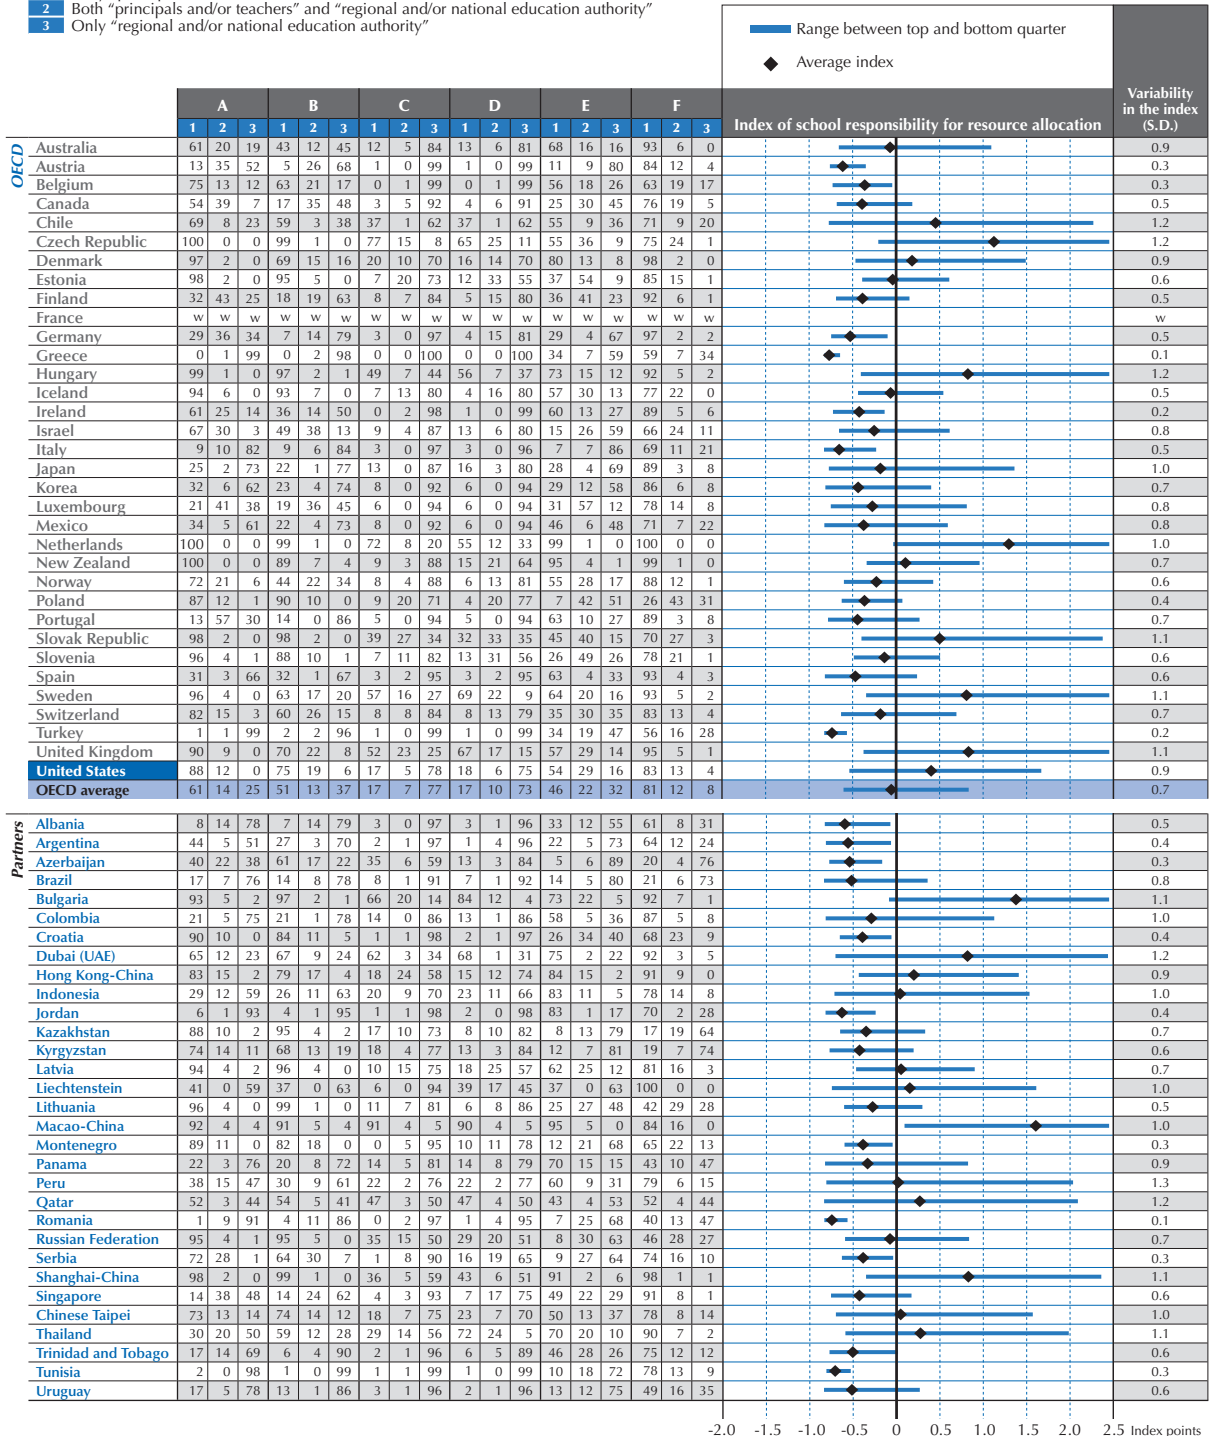 2 Both “principals and/or teachers” and “regional and/or national education authority”
3 Only “regional and/or national education authority”
Range between top and bottom quarter
Average index
A B C D E F Index of school responsibility for resource allocation Variability in the index (S.D.)
1 2 3 1 2 3 1 2 3 1 2 3 1 2 3 1 2 3
OECD
Australia 61 20 19 43 12 45 12 5 84 13 6 81 68 16 16 93 6 0 0.9
Austria 13 35 52 5 26 68 1 0 99 1 0 99 11 9 80 84 12 4 0.3
Belgium 75 13 12 63 21 17 0 1 99 0 1 99 56 18 26 63 19 17 0.3
Canada 54 39 7 17 35 48 3 5 92 4 6 91 25 30 45 76 19 5 0.5
Chile 69 8 23 59 3 38 37 1 62 37 1 62 55 9 36 71 9 20 1.2
Czech Republic 100 0 0 99 1 0 77 15 8 65 25 11 55 36 9 75 24 1 1.2
Denmark 97 2 0 69 15 16 20 10 70 16 14 70 80 13 8 98 2 0 0.9
Estonia 98 2 0 95 5 0 7 20 73 12 33 55 37 54 9 85 15 1 0.6
Finland 32 43 25 18 19 63 8 7 84 5 15 80 36 41 23 92 6 1 0.5
France w w w w w w w w w w w w w w w w w w w
Germany 29 36 34 7 14 79 3 0 97 4 15 81 29 4 67 97 2 2 0.5
Greece 0 1 99 0 2 98 0 0 100 0 0 100 34 7 59 59 7 34 0.1
Hungary 99 1 0 97 2 1 49 7 44 56 7 37 73 15 12 92 5 2 1.2
Iceland 94 6 0 93 7 0 7 13 80 4 16 80 57 30 13 77 22 0 0.5
Ireland 61 25 14 36 14 50 0 2 98 1 0 99 60 13 27 89 5 6 0.2
Israel 67 30 3 49 38 13 9 4 87 13 6 80 15 26 59 66 24 11 0.8
Italy 9 10 82 9 6 84 3 0 97 3 0 96 7 7 86 69 11 21 0.5
Japan 25 2 73 22 1 77 13 0 87 16 3 80 28 4 69 89 3 8 1.0
Korea 32 6 62 23 4 74 8 0 92 6 0 94 29 12 58 86 6 8 0.7
Luxembourg 21 41 38 19 36 45 6 0 94 6 0 94 31 57 12 78 14 8 0.8
Mexico 34 5 61 22 4 73 8 0 92 6 0 94 46 6 48 71 7 22 0.8
Netherlands 100 0 0 99 1 0 72 8 20 55 12 33 99 1 0 100 0 0 1.0
New Zealand 100 0 0 89 7 4 9 3 88 15 21 64 95 4 1 99 1 0 0.7
Norway 72 21 6 44 22 34 8 4 88 6 13 81 55 28 17 88 12 1 0.6
Poland 87 12 1 90 10 0 9 20 71 4 20 77 7 42 51 26 43 31 0.4
Portugal 13 57 30 14 0 86 5 0 94 5 0 94 63 10 27 89 3 8 0.7
Slovak Republic 98 2 0 98 2 0 39 27 34 32 33 35 45 40 15 70 27 3 1.1
Slovenia 96 4 1 88 10 1 7 11 82 13 31 56 26 49 26 78 21 1 0.6
Spain 31 3 66 32 1 67 3 2 95 3 2 95 63 4 33 93 4 3 0.6
Sweden 96 4 0 63 17 20 57 16 27 69 22 9 64 20 16 93 5 2 1.1
Switzerland 82 15 3 60 26 15 8 8 84 8 13 79 35 30 35 83 13 4 0.7
Turkey 1 1 99 2 2 96 1 0 99 1 0 99 34 19 47 56 16 28 0.2
United Kingdom 90 9 0 70 22 8 52 23 25 67 17 15 57 29 14 95 5 1 1.1
United States 88 12 0 75 19 6 17 5 78 18 6 75 54 29 16 83 13 4 0.9
OECD average 61 14 25 51 13 37 17 7 77 17 10 73 46 22 32 81 12 8 0.7
Partners
Albania 8 14 78 7 14 79 3 0 97 3 1 96 33 12 55 61 8 31 0.5
Argentina 44 5 51 27 3 70 2 1 97 1 4 96 22 5 73 64 12 24 0.4
Azerbaijan 40 22 38 61 17 22 35 6 59 13 3 84 5 6 89 20 4 76 0.3
Brazil 17 7 76 14 8 78 8 1 91 7 1 92 14 5 80 21 6 73 0.8
Bulgaria 93 5 2 97 2 1 66 20 14 84 12 4 73 22 5 92 7 1 1.1
Colombia 21 5 75 21 1 78 14 0 86 13 1 86 58 5 36 87 5 8 1.0
Croatia 90 10 0 84 11 5 1 1 98 2 1 97 26 34 40 68 23 9 0.4
Dubai (UAE) 65 12 23 67 9 24 62 3 34 68 1 31 75 2 22 92 3 5 1.2
Hong Kong-China 83 15 2 79 17 4 18 24 58 15 12 74 84 15 2 91 9 0 0.9
Indonesia 29 12 59 26 11 63 20 9 70 23 11 66 83 11 5 78 14 8 1.0
Jordan 6 1 93 4 1 95 1 1 98 2 0 98 83 1 17 70 2 28 0.4
Kazakhstan 88 10 2 95 4 2 17 10 73 8 10 82 8 13 79 17 19 64 0.7
Kyrgyzstan 74 14 11 68 13 19 18 4 77 13 3 84 12 7 81 19 7 74 0.6
Latvia 94 4 2 96 4 0 10 15 75 18 25 57 62 25 12 81 16 3 0.7
Liechtenstein 41 0 59 37 0 63 6 0 94 39 17 45 37 0 63 100 0 0 1.0
Lithuania 96 4 0 99 1 0 11 7 81 6 8 86 25 27 48 42 29 28 0.5
Macao-China 92 4 4 91 5 4 91 4 5 90 4 5 95 5 0 84 16 0 1.0
Montenegro 89 11 0 82 18 0 0 5 95 10 11 78 12 21 68 65 22 13 0.3
Panama 22 3 76 20 8 72 14 5 81 14 8 79 70 15 15 43 10 47 0.9
Peru 38 15 47 30 9 61 22 2 76 22 2 77 60 9 31 79 6 15 1.3
Qatar 52 3 44 54 5 41 47 3 50 47 4 50 43 4 53 52 4 44 1.2
Romania 1 9 91 4 11 86 0 2 97 1 4 95 7 25 68 40 13 47 0.1
Russian Federation 95 4 1 95 5 0 35 15 50 29 20 51 8 30 63 46 28 27 0.7
Serbia 72 28 1 64 30 7 1 8 90 16 19 65 9 27 64 74 16 10 0.3
Shanghai-China 98 2 0 99 1 0 36 5 59 43 6 51 91 2 6 98 1 1 1.1
Singapore 14 38 48 14 24 62 4 3 93 7 17 75 49 22 29 91 8 1 0.6
Chinese Taipei 73 13 14 74 14 12 18 7 75 23 7 70 50 13 37 78 8 14 1.0
Thailand 30 20 50 59 12 28 29 14 56 72 24 5 70 20 10 90 7 2 1.1
Trinidad and Tobago 17 14 69 6 4 90 2 1 96 6 5 89 46 28 26 75 12 12 0.6
Tunisia 2 0 98 1 0 99 1 1 99 1 0 99 10 18 72 78 13 9 0.3
Uruguay 17 5 78 13 1 86 3 1 96 2 1 96 13 12 75 49 16 35 0.6
-2.0 -1.5 -1.0 -0.5 0 0.5 1.0 1.5 2.0 2.5 Index points